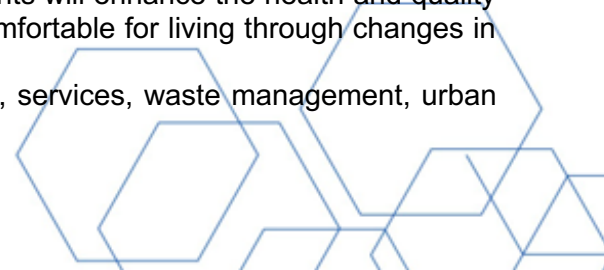 nts will enhance the health and quality
mfortable for living through changes in
, services, waste management, urban